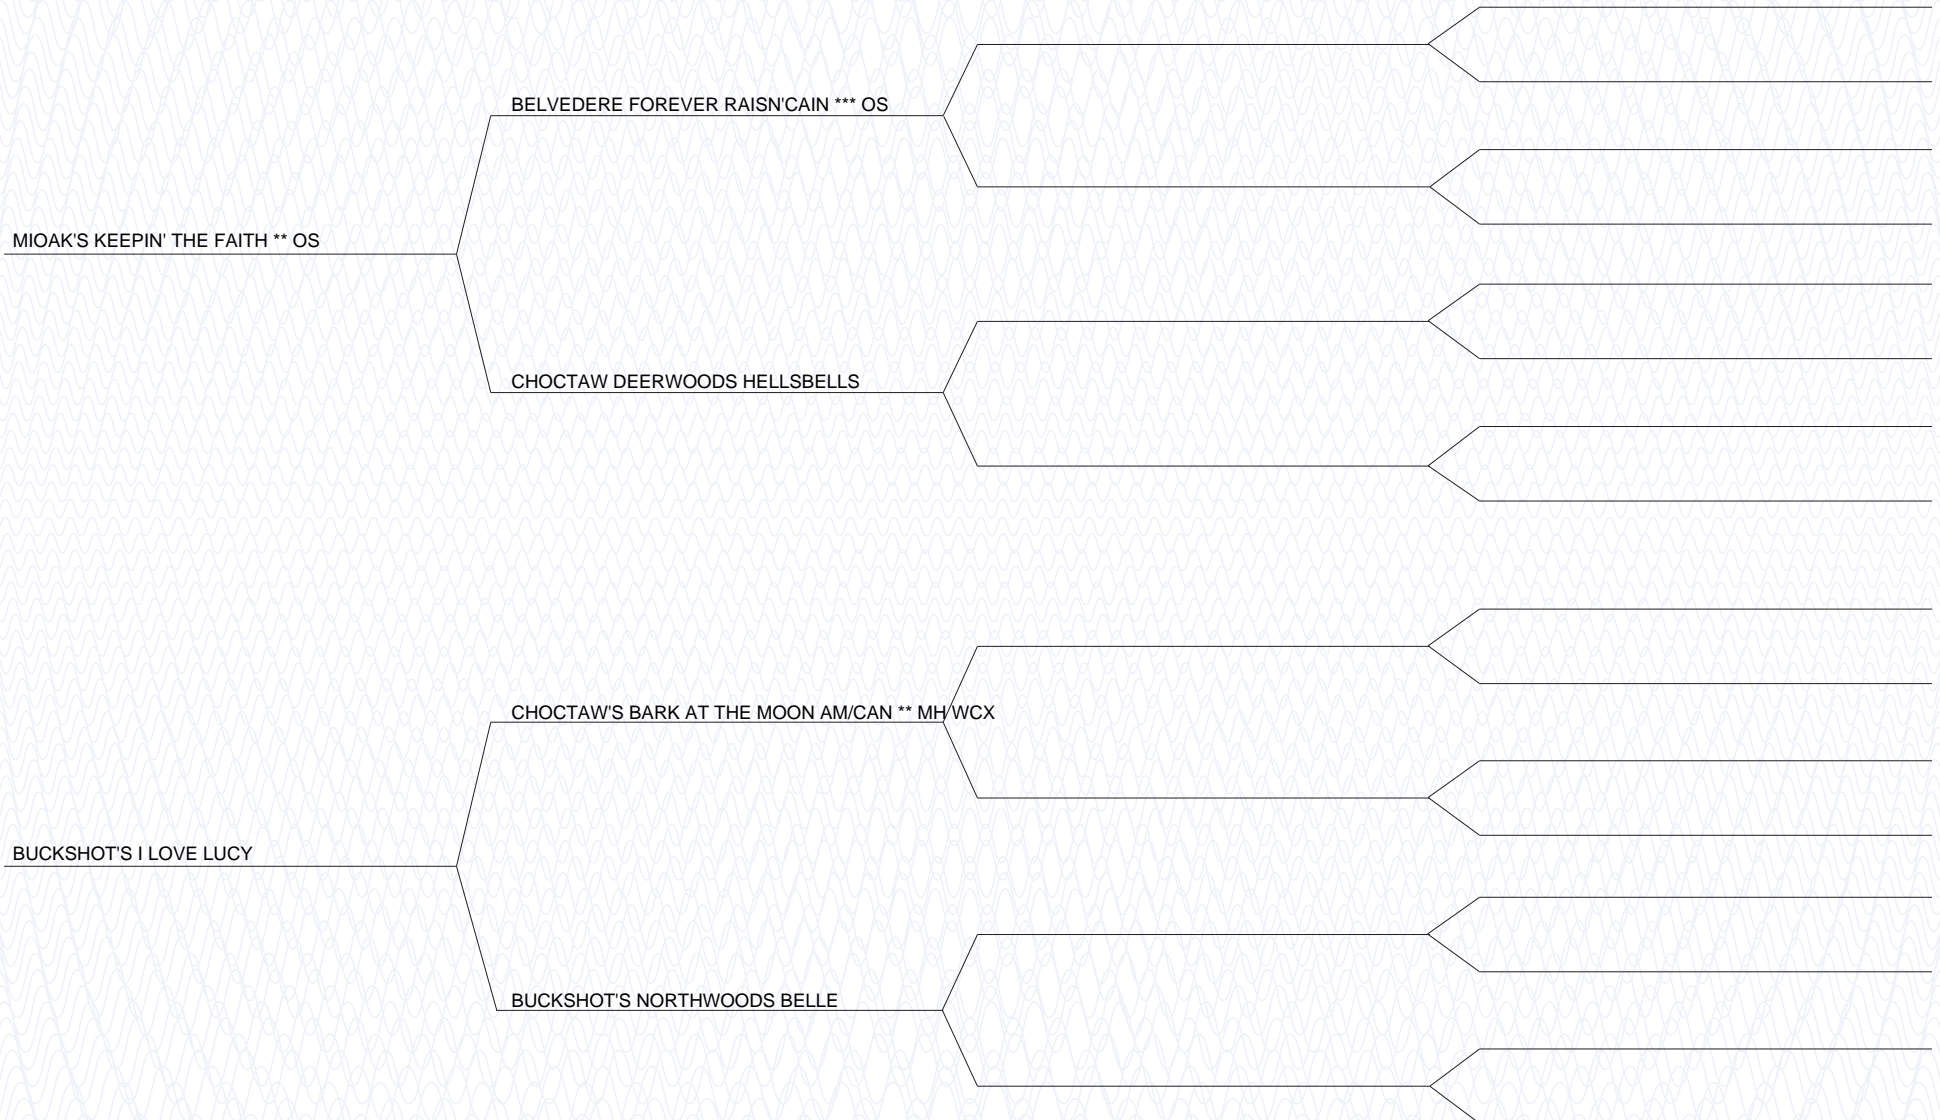 BELVEDERE FOREVER RAISN'CAIN *** OS
MIOAK'S KEEPIN' THE FAITH ** OS
CHOCTAW DEERWOODS HELLSBELLS
CHOCTAW'S BARK AT THE MOON AM/CAN ** MH WCX
BUCKSHOT'S I LOVE LUCY
BUCKSHOT'S NORTHWOODS BELLE